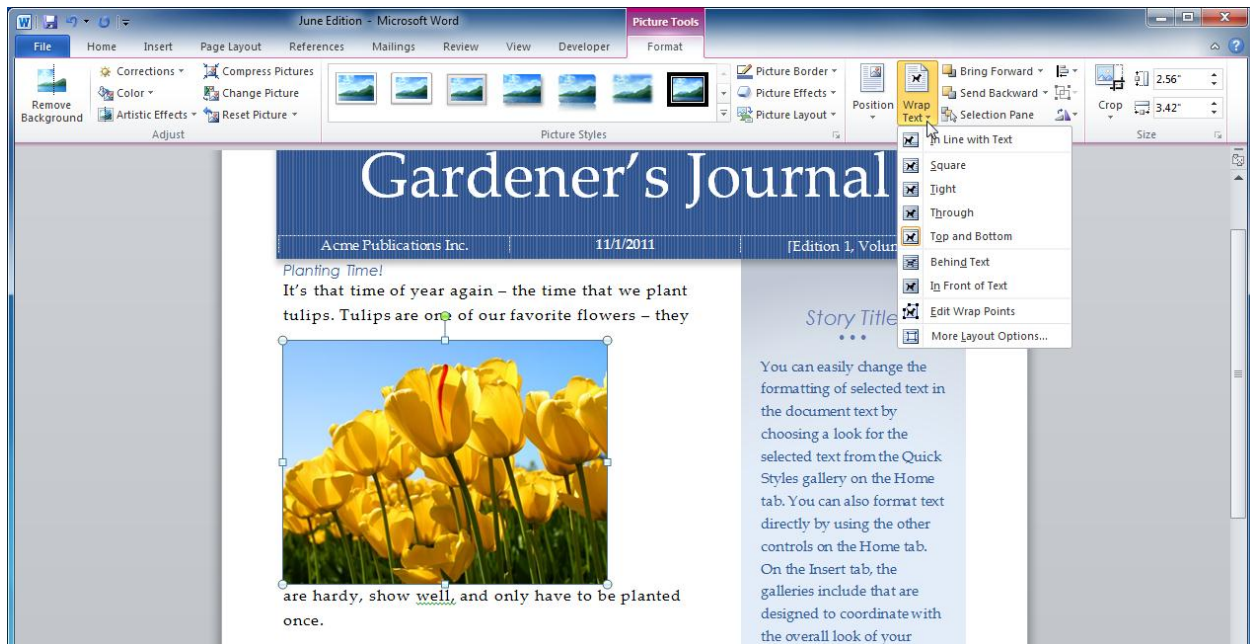 June Edition - Microsoft Word
Picture Tools
File Home Insert Page Layout References Mailings Review View Developer Format
Remove Background
Corrections
Color
Artistic Effects
Compress Pictures
Change Picture
Reset Picture
Adjust
Picture Styles
Picture Border
Picture Effects
Picture Layout
Position
Wrap Text
Bring Forward
Send Backward
Selection Pane
Crop
2.56"
3.42"
Size
In Line with Text
Square
Tight
Through
Top and Bottom
Behind Text
In Front of Text
Edit Wrap Points
More Layout Options...
Gardener's Journal
Acme Publications Inc. 11/1/2011 [Edition 1, Volu
Planting Time!
It's that time of year again – the time that we plant
tulips. Tulips are one of our favorite flowers – they
are hardy, show well, and only have to be planted
once.
Story Title
You can easily change the
formatting of selected text in
the document text by
choosing a look for the
selected text from the Quick
Styles gallery on the Home
tab. You can also format text
directly by using the other
controls on the Home tab.
On the Insert tab, the
galleries include that are
designed to coordinate with
the overall look of your